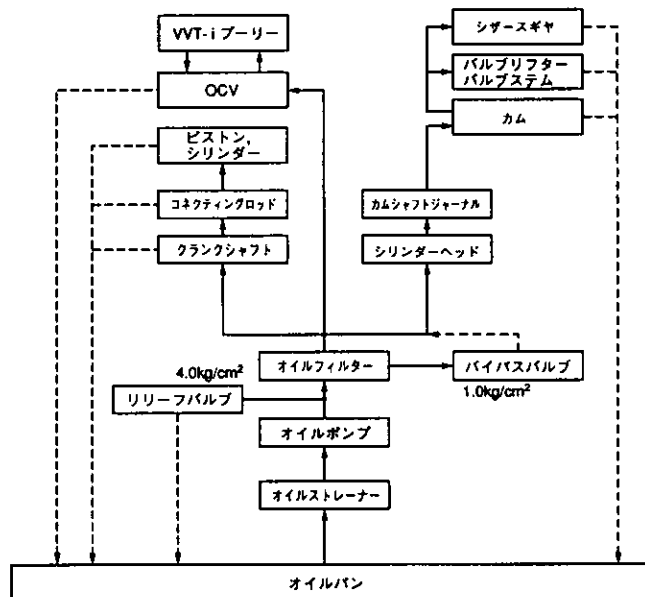 VVT-i プーリー
OCV
ピストン,
シリンダー
コネクティングロッド
クランクシャフト
シザースギヤ
バルブリフター
バルブステム
カム
カムシャフトジャーナル
シリンダーヘッド
4.0kg/cm²
オイルフィルター
バイパスバルブ
1.0kg/cm²
リリーフバルブ
オイルポンプ
オイルストレーナー
オイルパン